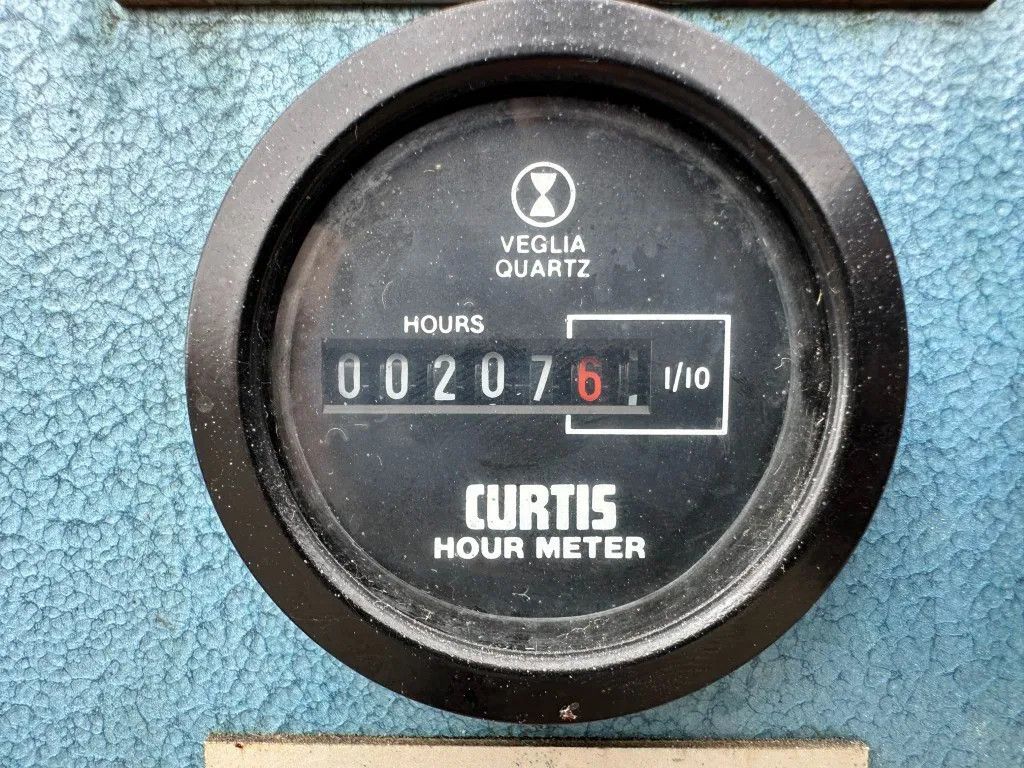 VEGLIA
QUARTZ
HOURS
002076 1/10
CURTIS
HOUR METER